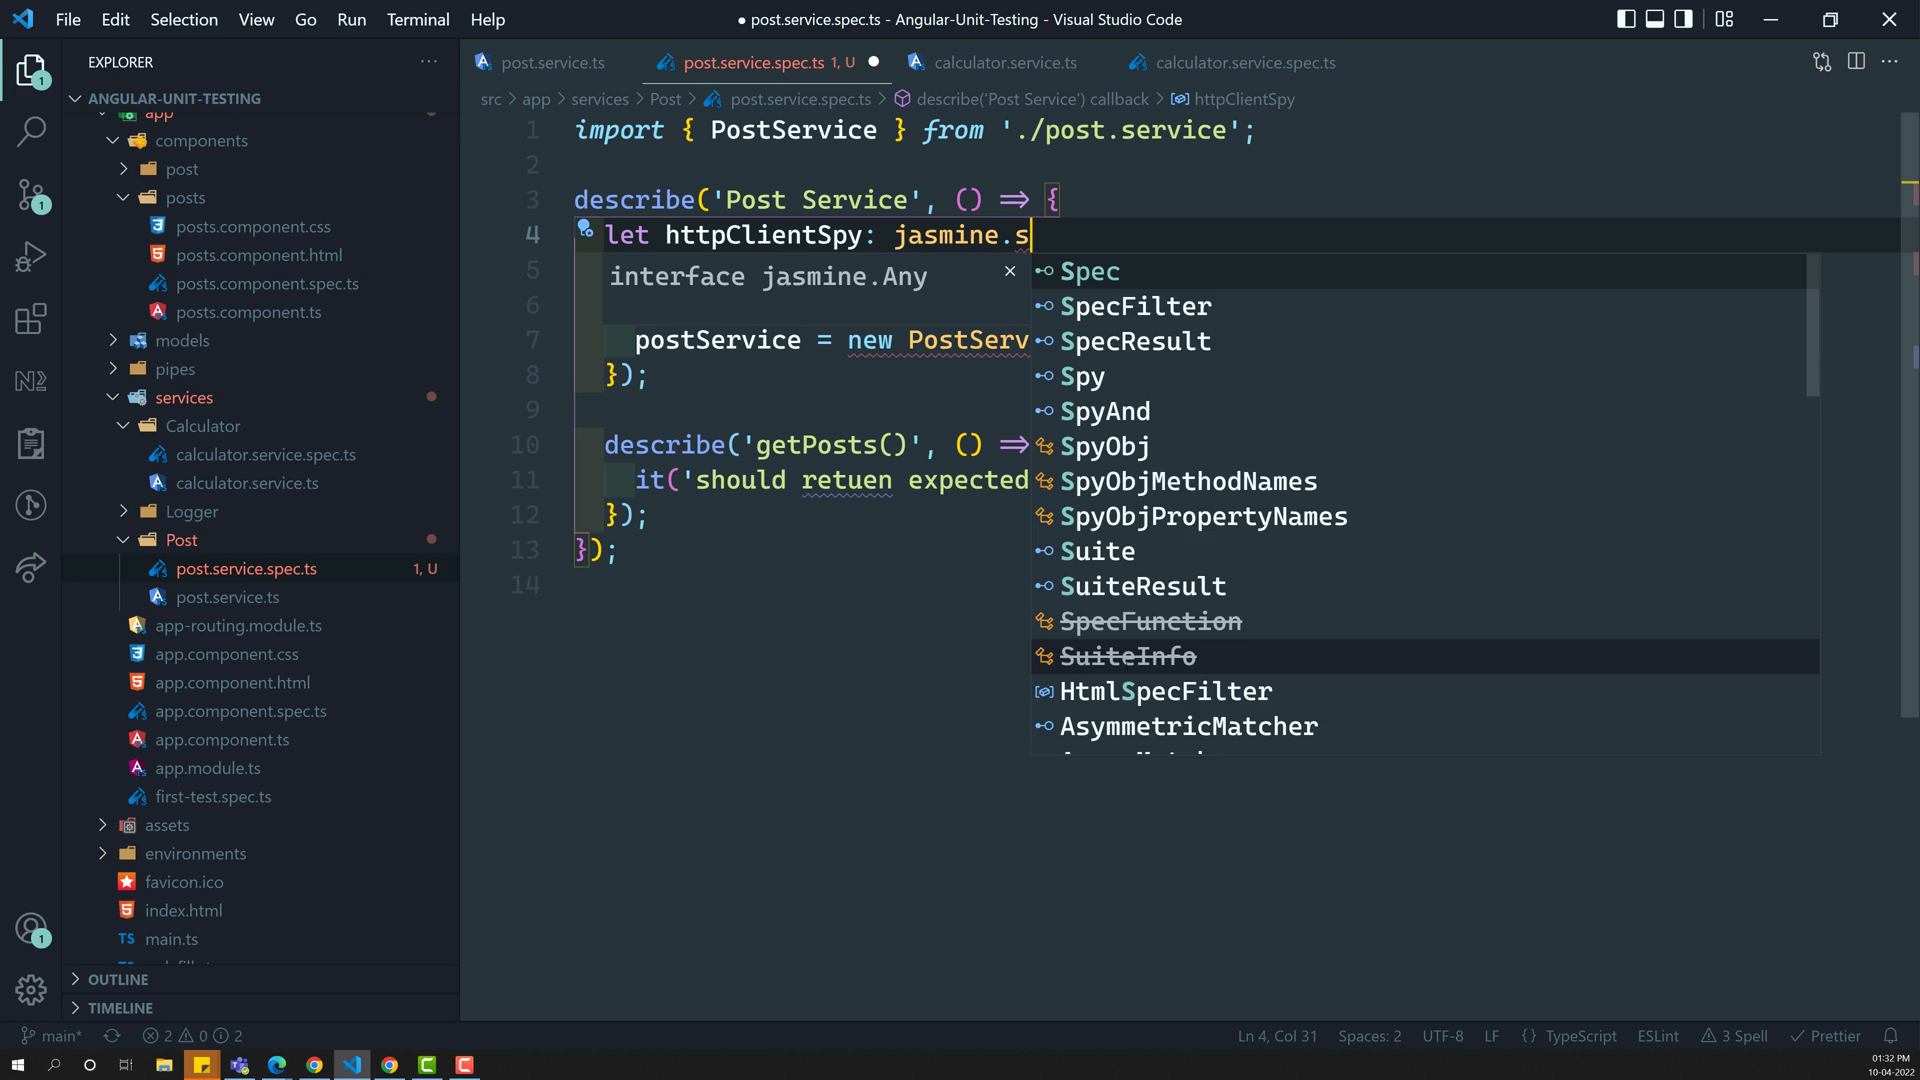 File Edit Selection View Go Run Terminal Help
● post.service.spec.ts - Angular-Unit-Testing - Visual Studio Code
EXPLORER
ANGULAR-UNIT-TESTING
app
components
post
posts
posts.component.css
posts.component.html
posts.component.spec.ts
posts.component.ts
models
pipes
services
Calculator
calculator.service.spec.ts
calculator.service.ts
Logger
Post
post.service.spec.ts 1, U
post.service.ts
app-routing.module.ts
app.component.css
app.component.html
app.component.spec.ts
app.component.ts
app.module.ts
first-test.spec.ts
assets
environments
favicon.ico
index.html
TS main.ts
OUTLINE
TIMELINE
post.service.ts post.service.spec.ts 1, U calculator.service.ts calculator.service.spec.ts
src > app > services > Post > post.service.spec.ts > describe('Post Service') callback > httpClientSpy
1 import { PostService } from './post.service';
2
3 describe('Post Service', () => {
4 let httpClientSpy: jasmine.s
5 interface jasmine.Any
6
7 postService = new PostServ
8 });
9
10 describe('getPosts()', () =>
11 it('should retuen expected
12 });
13 });
14
Spec
SpecFilter
SpecResult
Spy
SpyAnd
SpyObj
SpyObjMethodNames
SpyObjPropertyNames
Suite
SuiteResult
SpecFunction
SuiteInfo
HtmlSpecFilter
AsymmetricMatcher
main* 2 0 2
Ln 4, Col 31 Spaces: 2 UTF-8 LF {} TypeScript ESLint 3 Spell Prettier
01:32 PM
10-04-2022